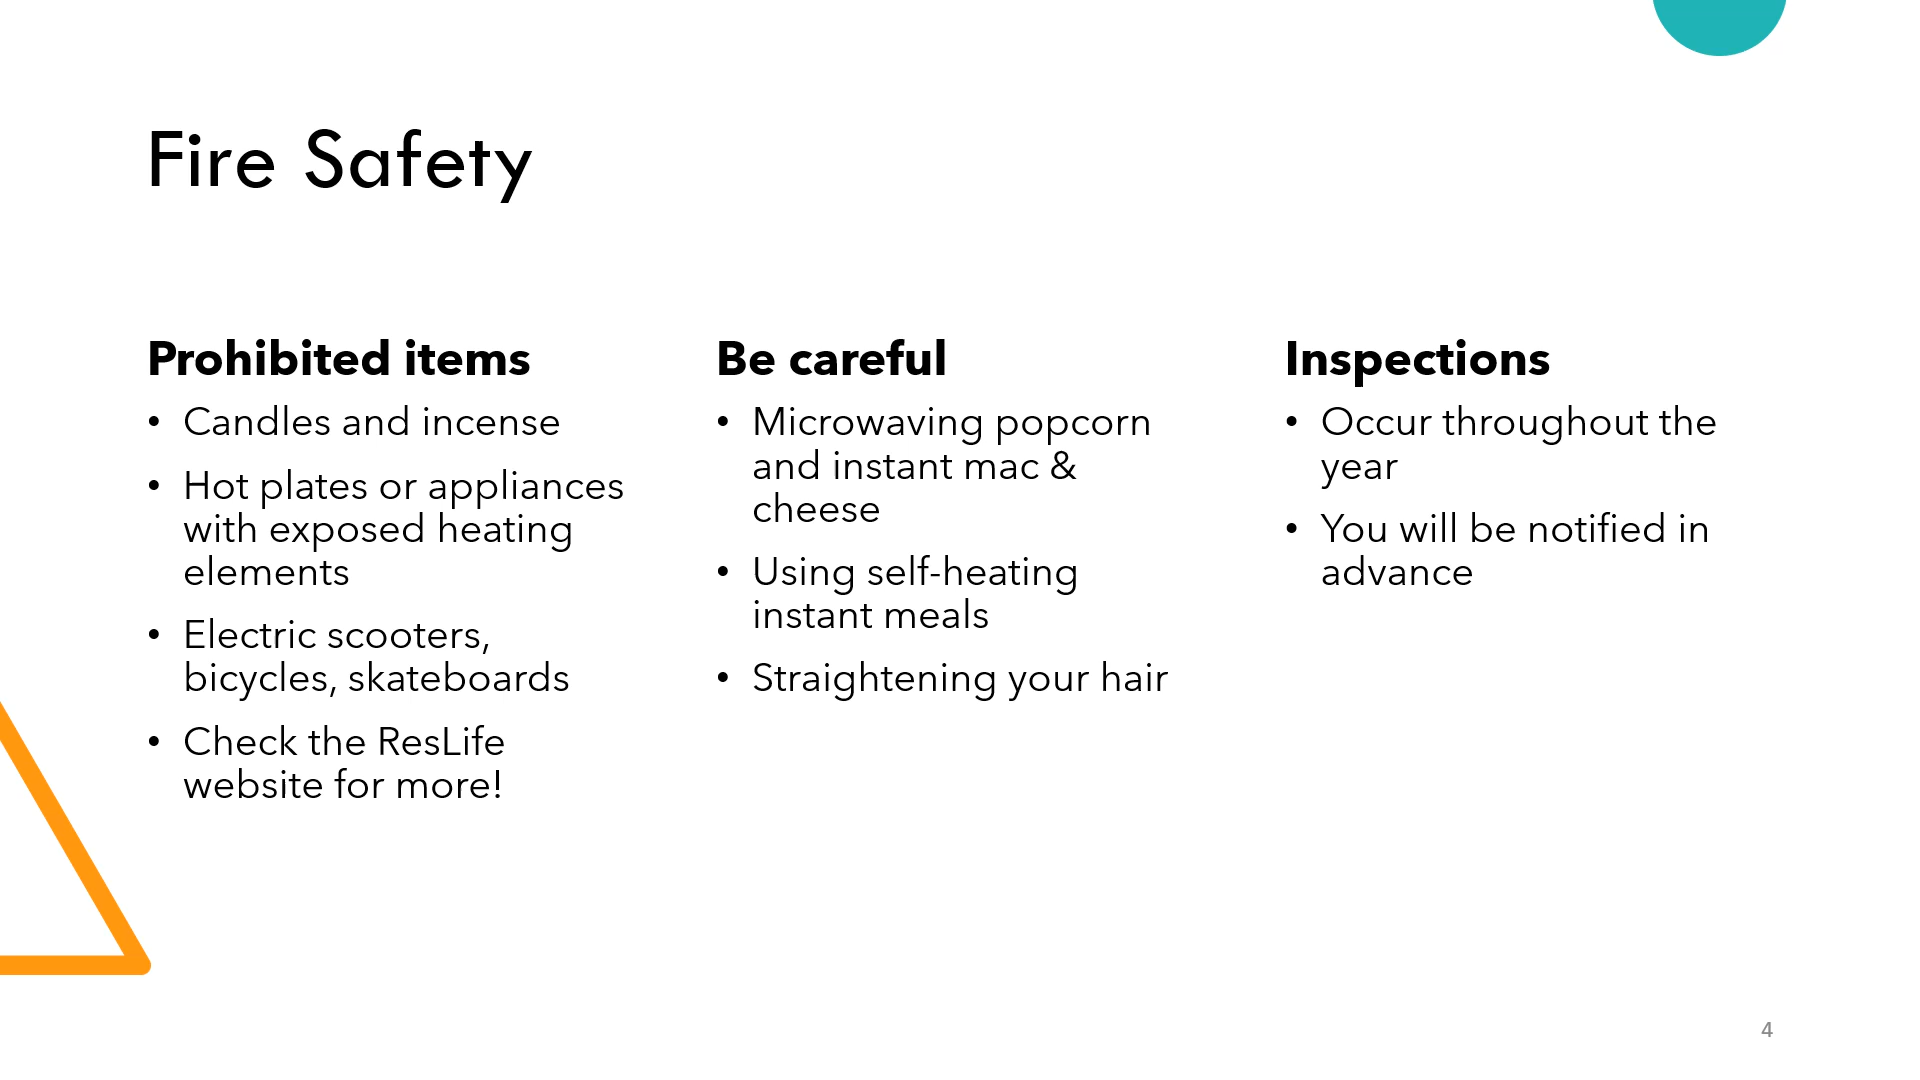 Fire Safety
Prohibited items
• Candles and incense
• Hot plates or appliances
with exposed heating
elements
• Electric scooters,
bicycles, skateboards
• Check the ResLife
website for more!
Be careful
• Microwaving popcorn
and instant mac &
cheese
• Using self-heating
instant meals
• Straightening your hair
Inspections
• Occur throughout the
year
• You will be notified in
advance
4